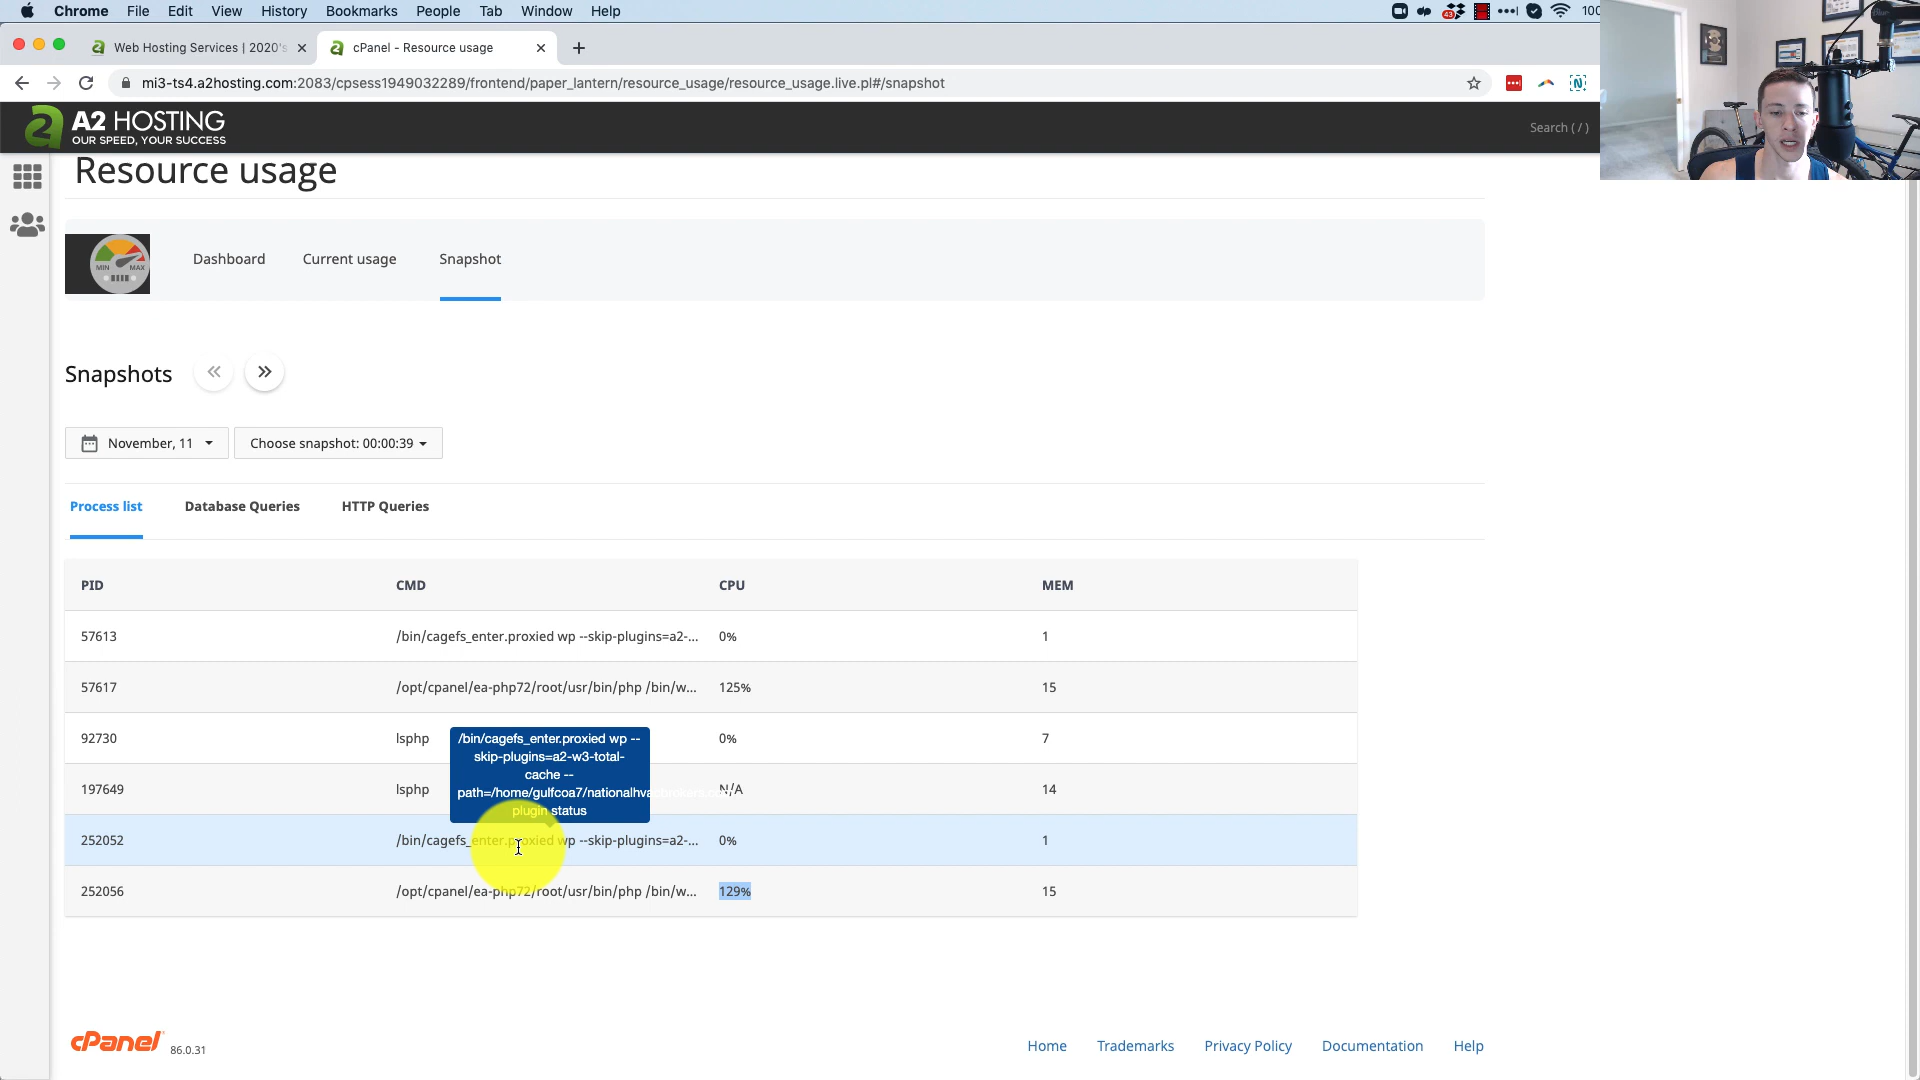 Chrome File Edit View History Bookmarks People Tab Window Help
43 100
Web Hosting Services | 2020's
cPanel - Resource usage
mi3-ts4.a2hosting.com:2083/cpsess1949032289/frontend/paper_lantern/resource_usage/resource_usage.live.pl#/snapshot
A2 HOSTING
OUR SPEED, YOUR SUCCESS
Search ( / )
Resource usage
MIN MAX
Dashboard Current usage Snapshot
Snapshots
November, 11
Choose snapshot: 00:00:39
Process list Database Queries HTTP Queries
PID CMD CPU MEM
57613 /bin/cagefs_enter.proxied wp --skip-plugins=a2-... 0% 1
57617 /opt/cpanel/ea-php72/root/usr/bin/php /bin/w... 125% 15
92730 lsphp 0% 7
/bin/cagefs_enter.proxied wp --
skip-plugins=a2-w3-total-
cache --
path=/home/gulfcoa7/nationalhvacbrokers.com
plugin status
197649 lsphp N/A 14
252052 /bin/cagefs_enter.proxied wp --skip-plugins=a2-... 0% 1
252056 /opt/cpanel/ea-php72/root/usr/bin/php /bin/w... 129% 15
cPanel 86.0.31
Home Trademarks Privacy Policy Documentation Help